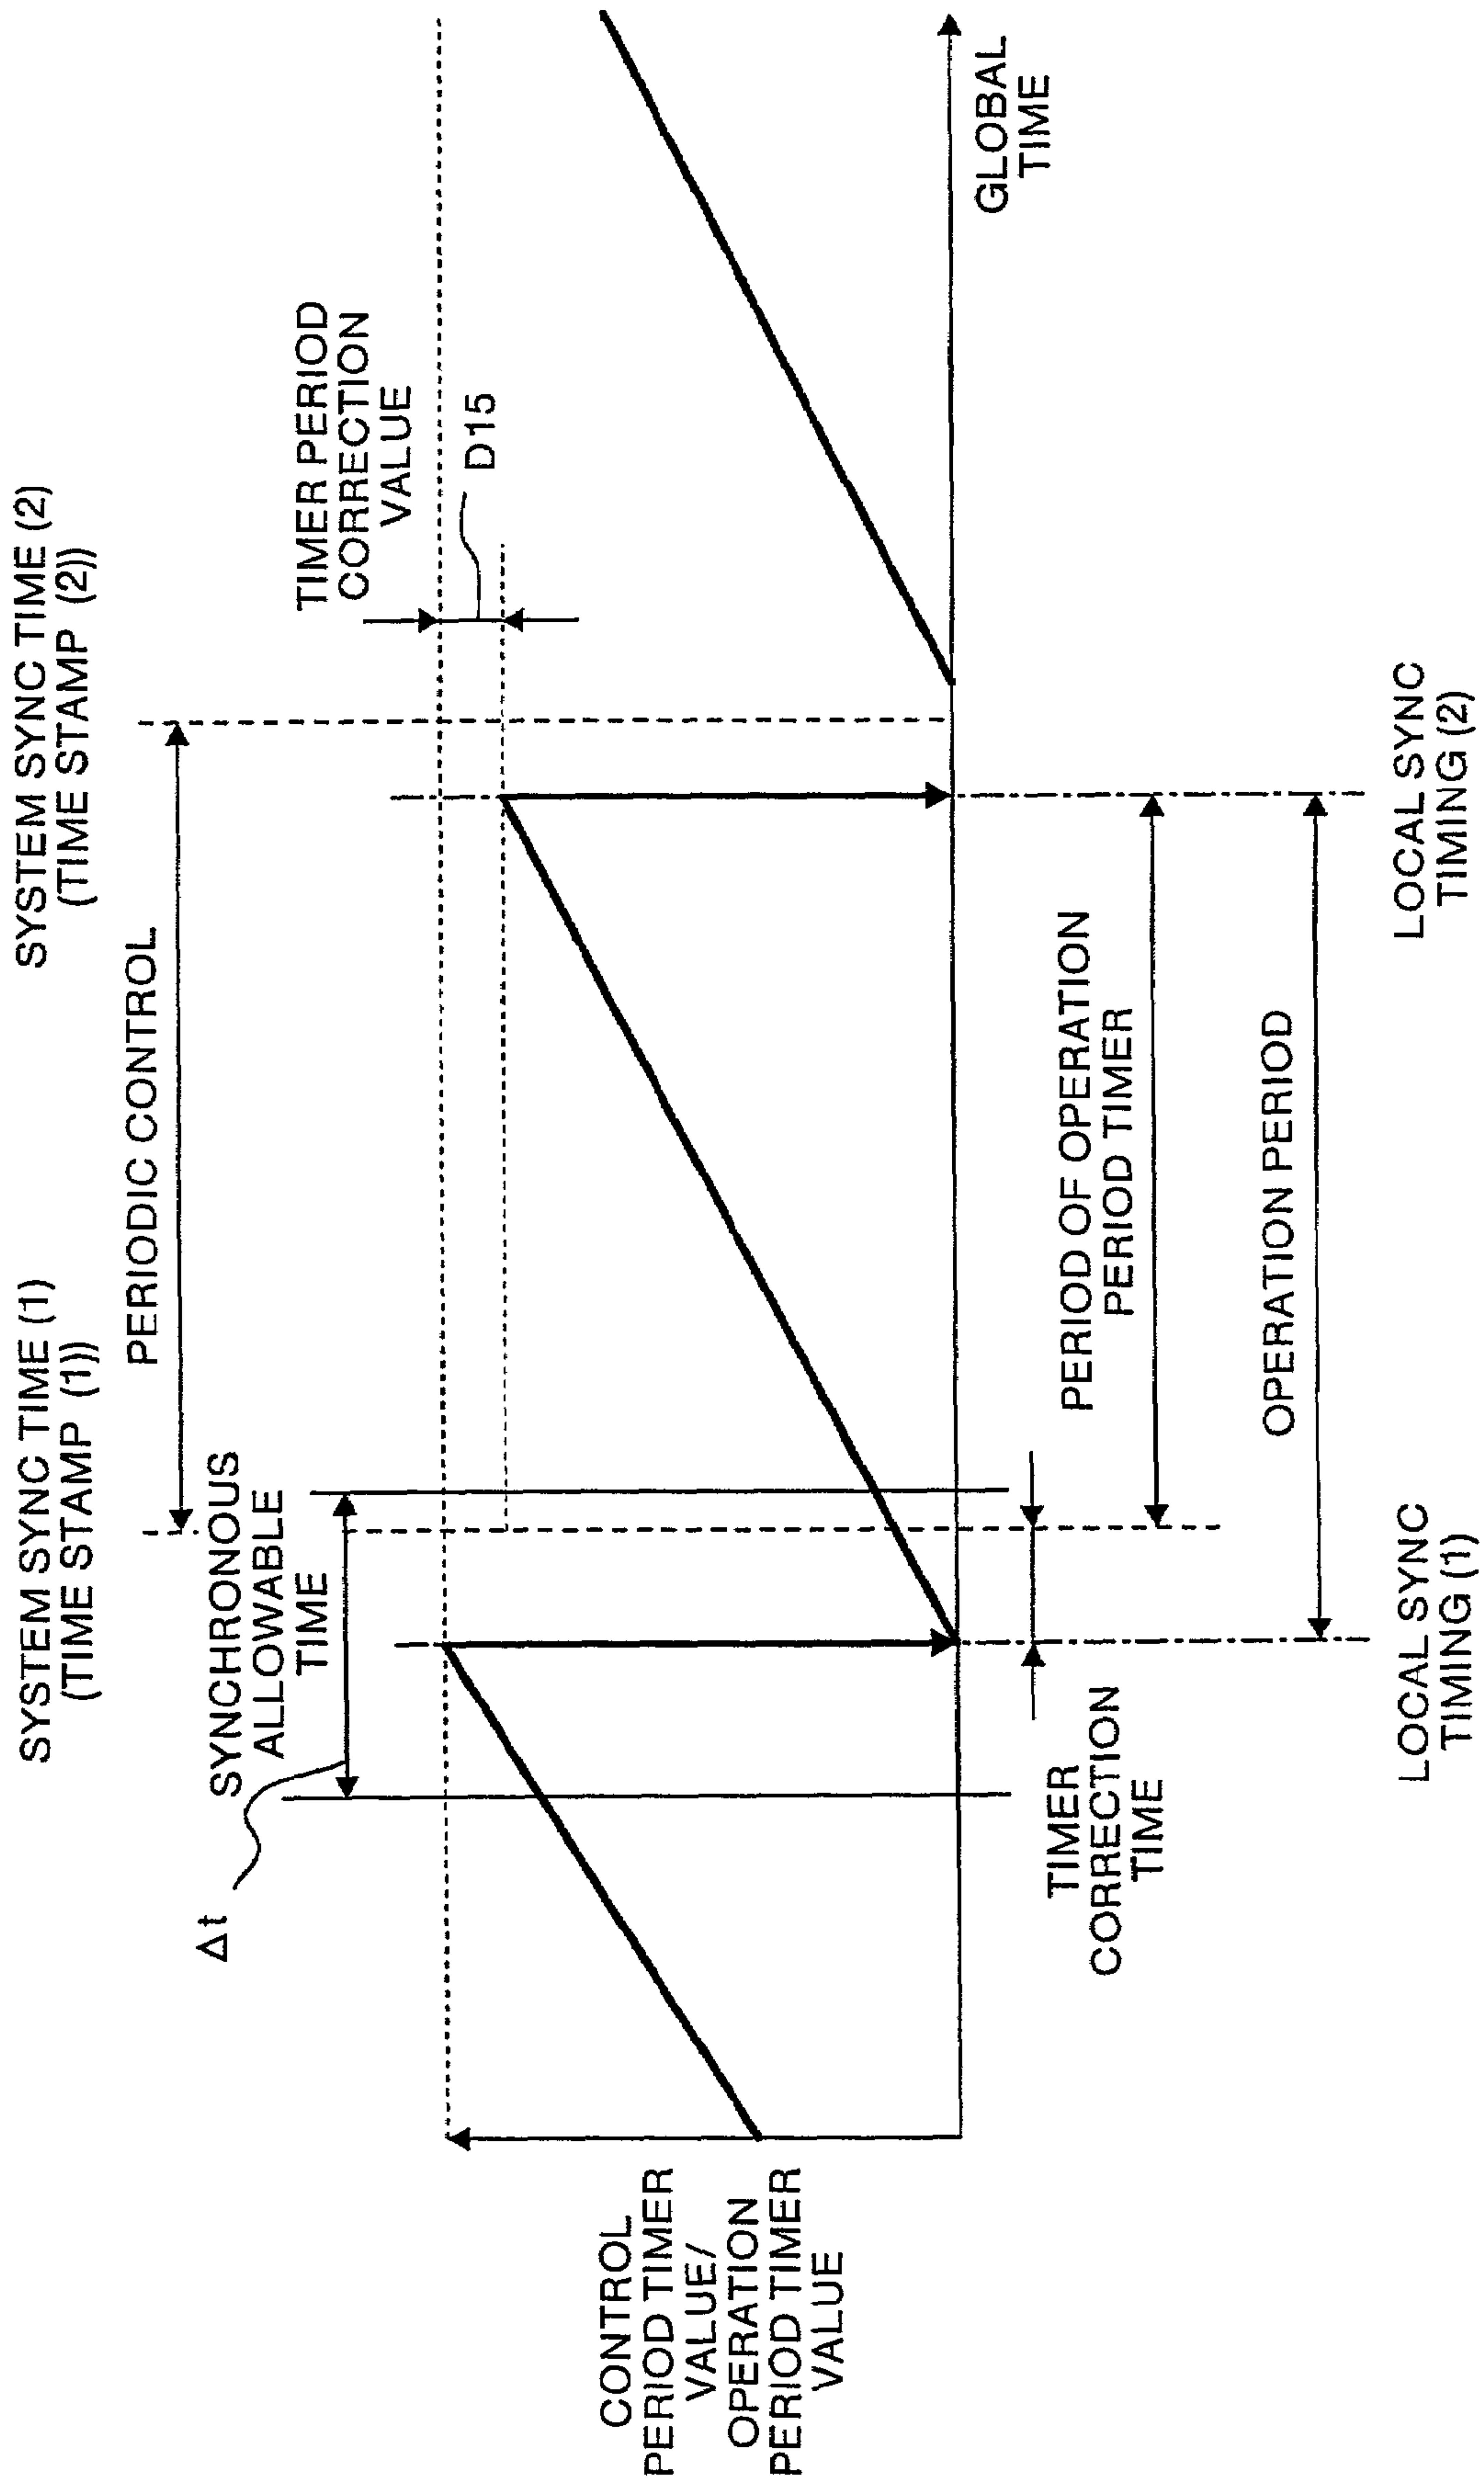 SYSTEM SYNC TIME (1)
(TIME STAMP (1))
SYSTEM SYNC TIME (2)
(TIME STAMP (2))
PERIODIC CONTROL
Δt
SYNCHRONOUS
ALLOWABLE
TIME
TIMER PERIOD
CORRECTION
VALUE
D15
CONTROL
PERIOD TIMER
VALUE/
OPERATION
PERIOD TIMER
VALUE
GLOBAL
TIME
TIMER
CORRECTION
TIME
PERIOD OF OPERATION
PERIOD TIMER
OPERATION PERIOD
LOCAL SYNC
TIMING (1)
LOCAL SYNC
TIMING (2)